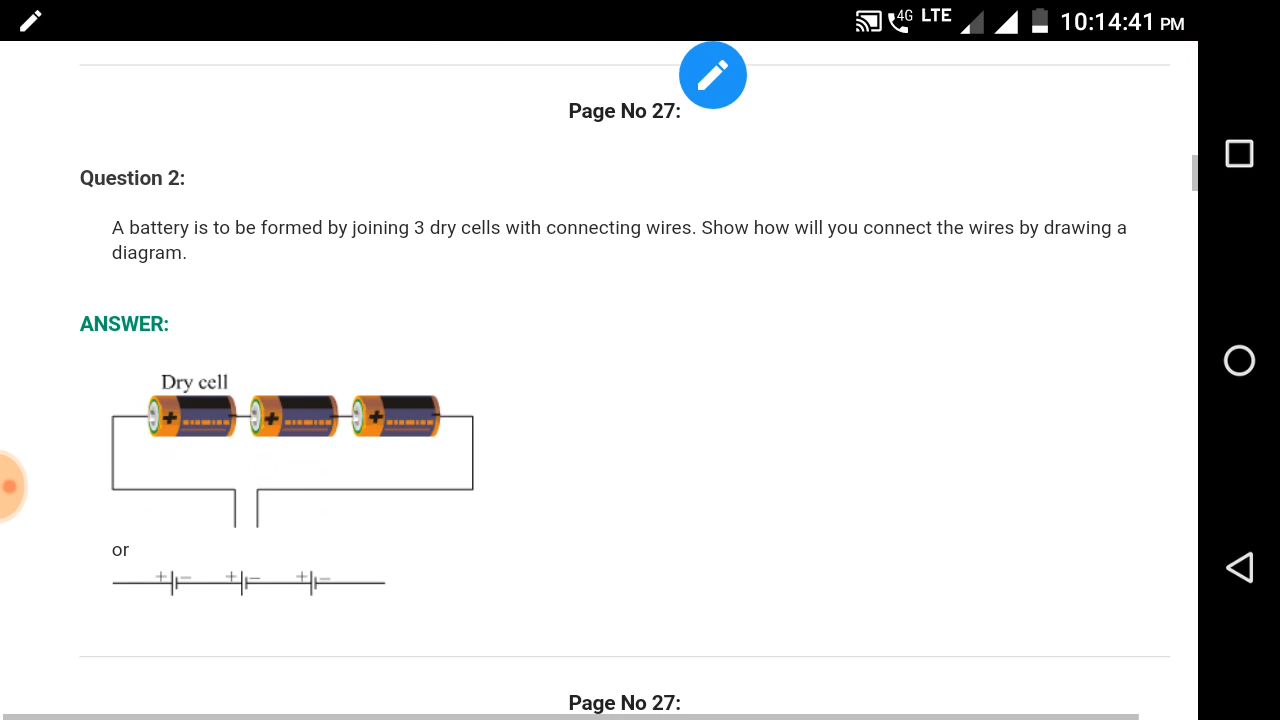 4G LTE 10:14:41 PM
Page No 27:
Question 2:
A battery is to be formed by joining 3 dry cells with connecting wires. Show how will you connect the wires by drawing a
diagram.
ANSWER:
Dry cell
+ + +
or
+ − + − + −
Page No 27: